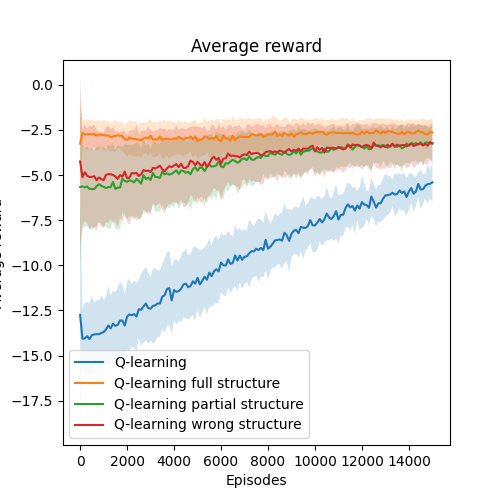 Average reward
0.0
−2.5
−5.0
−7.5
−10.0
−12.5
−15.0
−17.5
0 2000 4000 6000 8000 10000 12000 14000
Episodes
Q-learning
Q-learning full structure
Q-learning partial structure
Q-learning wrong structure